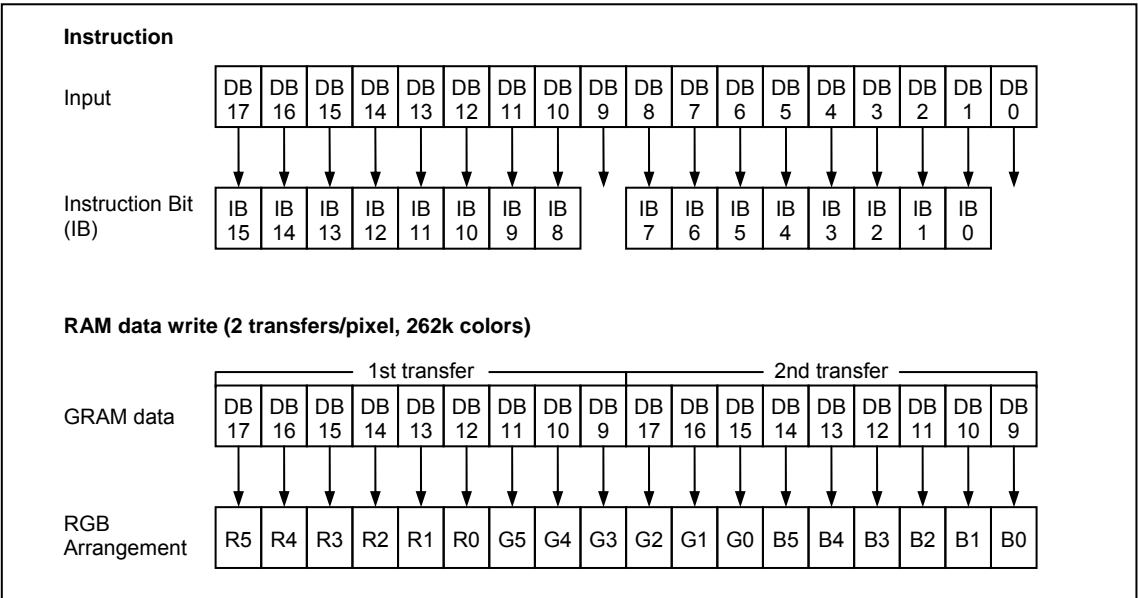 Instruction
Input
DB 17 DB 16 DB 15 DB 14 DB 13 DB 12 DB 11 DB 10 DB 9 DB 8 DB 7 DB 6 DB 5 DB 4 DB 3 DB 2 DB 1 DB 0
Instruction Bit
(IB)
IB 15 IB 14 IB 13 IB 12 IB 11 IB 10 IB 9 IB 8 IB 7 IB 6 IB 5 IB 4 IB 3 IB 2 IB 1 IB 0
RAM data write (2 transfers/pixel, 262k colors)
1st transfer 2nd transfer
GRAM data
DB 17 DB 16 DB 15 DB 14 DB 13 DB 12 DB 11 DB 10 DB 9 DB 17 DB 16 DB 15 DB 14 DB 13 DB 12 DB 11 DB 10 DB 9
RGB
Arrangement
R5 R4 R3 R2 R1 R0 G5 G4 G3 G2 G1 G0 B5 B4 B3 B2 B1 B0